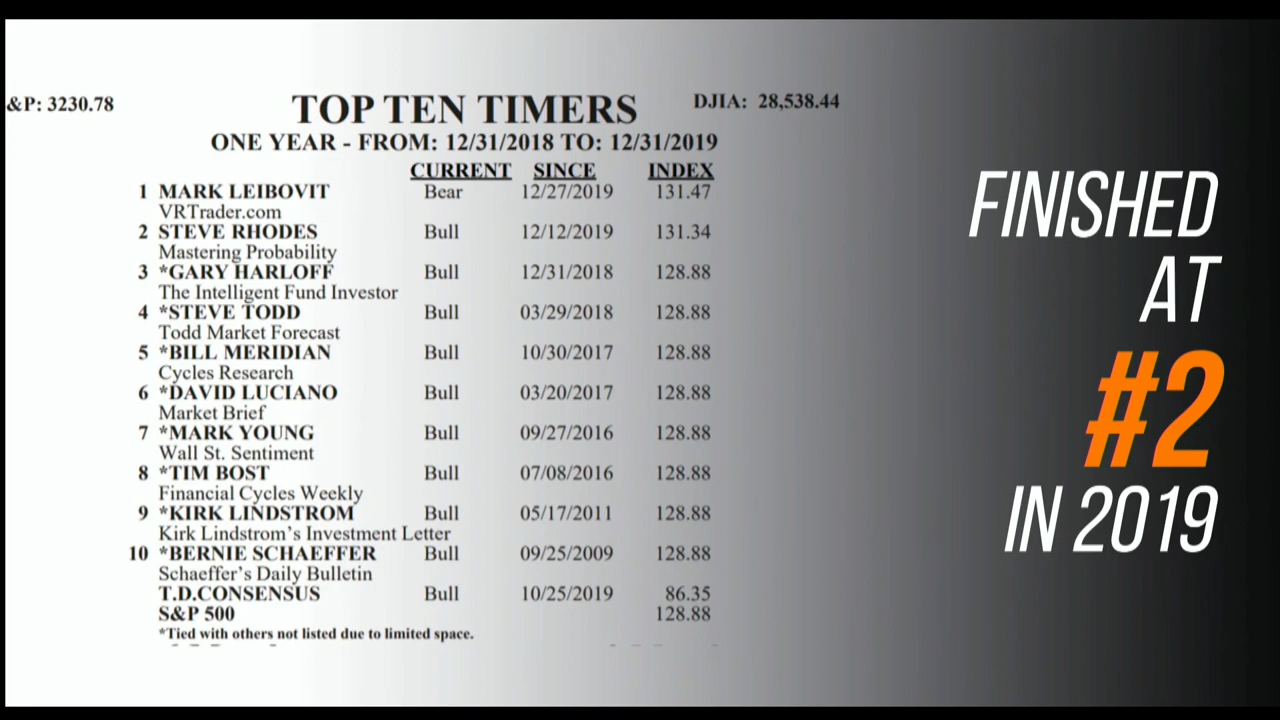 &P: 3230.78
TOP TEN TIMERS
DJIA: 28,538.44
ONE YEAR - FROM: 12/31/2018 TO: 12/31/2019
CURRENT SINCE INDEX
1 MARK LEIBOVIT Bear 12/27/2019 131.47
VRTrader.com
2 STEVE RHODES Bull 12/12/2019 131.34
Mastering Probability
3 *GARY HARLOFF Bull 12/31/2018 128.88
The Intelligent Fund Investor
4 *STEVE TODD Bull 03/29/2018 128.88
Todd Market Forecast
5 *BILL MERIDIAN Bull 10/30/2017 128.88
Cycles Research
6 *DAVID LUCIANO Bull 03/20/2017 128.88
Market Brief
7 *MARK YOUNG Bull 09/27/2016 128.88
Wall St. Sentiment
8 *TIM BOST Bull 07/08/2016 128.88
Financial Cycles Weekly
9 *KIRK LINDSTROM Bull 05/17/2011 128.88
Kirk Lindstrom's Investment Letter
10 *BERNIE SCHAEFFER Bull 09/25/2009 128.88
Schaeffer's Daily Bulletin
T.D.CONSENSUS Bull 10/25/2019 86.35
S&P 500 128.88
*Tied with others not listed due to limited space.
FINISHED
AT
#2
IN 2019